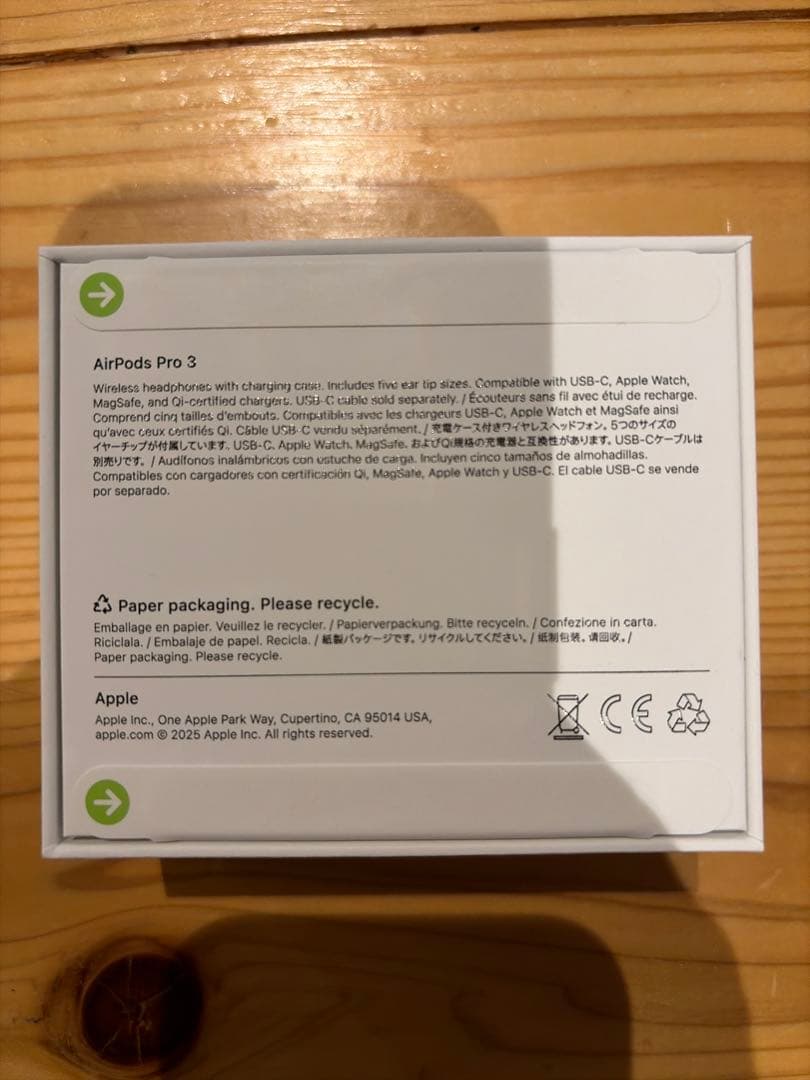 AirPods Pro 3
Wireless headphones with charging case. Includes five ear tip sizes. Compatible with USB-C, Apple Watch,
MagSafe, and Qi-certified chargers. USB-C cable sold separately. / Écouteurs sans fil avec étui de recharge.
Comprend cinq tailles d'embouts. Compatibles avec les chargeurs USB-C, Apple Watch et MagSafe ainsi
qu'avec ceux certifiés Qi. Câble USB-C vendu séparément. / 充電ケース付きワイヤレスヘッドフォン。5つのサイズの
イヤーチップが付属しています。USB-C、Apple Watch、MagSafe、およびQi規格の充電器と互換性があります。USB-Cケーブルは
別売りです。/ Audífonos inalámbricos con estuche de carga. Incluyen cinco tamaños de almohadillas.
Compatibles con cargadores con certificación Qi, MagSafe, Apple Watch y USB-C. El cable USB-C se vende
por separado.
Paper packaging. Please recycle.
Emballage en papier. Veuillez le recycler. / Papierverpackung. Bitte recyceln. / Confezione in carta.
Riciclala. / Embalaje de papel. Recicla. / 紙製パッケージです。リサイクルしてください。/ 纸制包装。请回收。/
Paper packaging. Please recycle.
Apple
Apple Inc., One Apple Park Way, Cupertino, CA 95014 USA,
apple.com © 2025 Apple Inc. All rights reserved.
CE